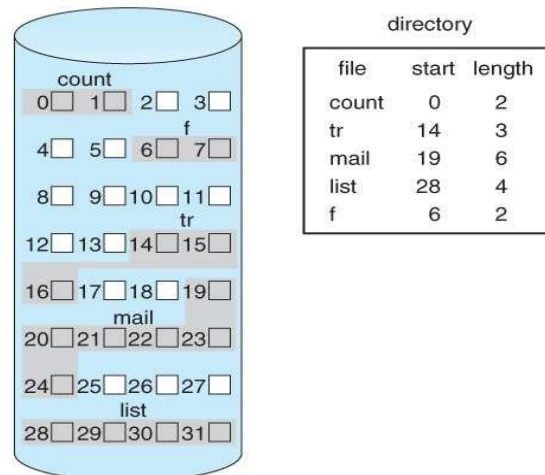 count
0 1 2 3
f
4 5 6 7
8 9 10 11
tr
12 13 14 15
16 17 18 19
mail
20 21 22 23
24 25 26 27
list
28 29 30 31
directory
file start length
count 0 2
tr 14 3
mail 19 6
list 28 4
f 6 2